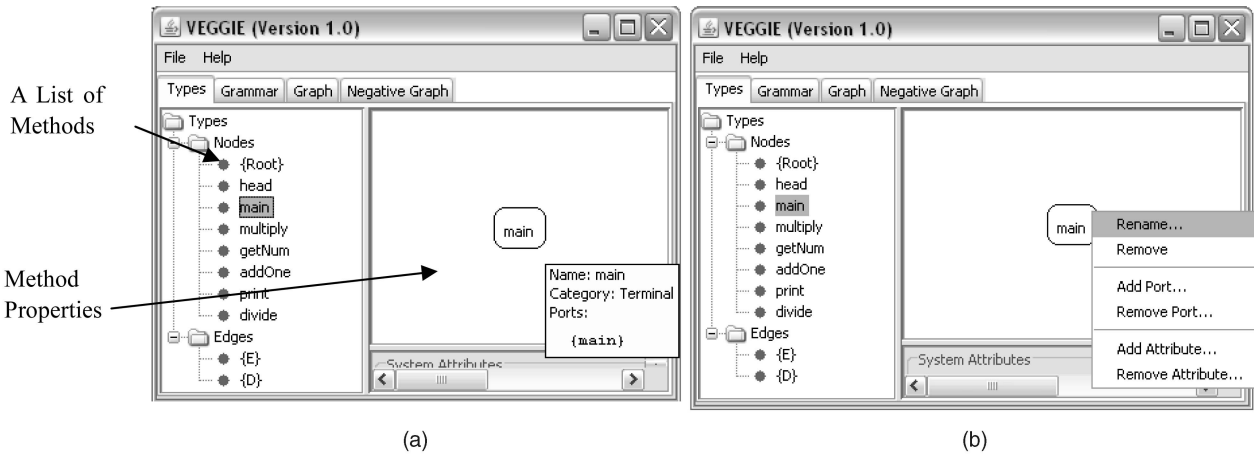 A List of
Methods
Method
Properties
VEGGIE (Version 1.0)
File Help
Types Grammar Graph Negative Graph
Types
Nodes
{Root}
head
main
multiply
getNum
addOne
print
divide
Edges
{E}
{D}
main
Name: main
Category: Terminal
Ports:
{main}
System Attributes
(a)
VEGGIE (Version 1.0)
File Help
Types Grammar Graph Negative Graph
Types
Nodes
{Root}
head
main
multiply
getNum
addOne
print
divide
Edges
{E}
{D}
main
Rename...
Remove
Add Port...
Remove Port...
Add Attribute...
Remove Attribute...
System Attributes
(b)